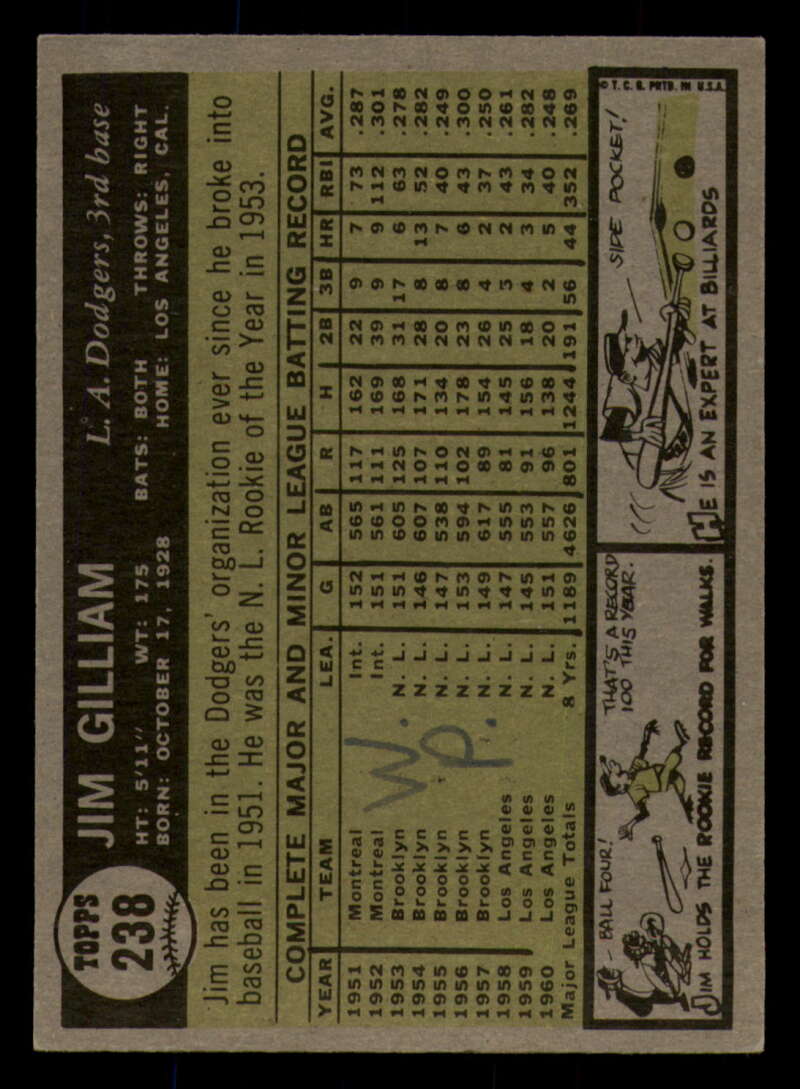 TOPPS
238
JIM GILLIAM L. A. Dodgers, 3rd base
HT: 5'11" WT: 175 BATS: BOTH THROWS: RIGHT
BORN: OCTOBER 17, 1928 HOME: LOS ANGELES, CAL.
Jim has been in the Dodgers' organization ever since he broke into
baseball in 1951. He was the N. L. Rookie of the Year in 1953.
COMPLETE MAJOR AND MINOR LEAGUE BATTING RECORD
YEAR TEAM LEA. G AB R H 2B 3B HR RBI AVG.
1951 Montreal Int. 152 565 117 162 22 9 7 73 .287
1952 Montreal Int. 151 561 111 169 39 9 9 112 .301
1953 Brooklyn N. L. 151 605 125 168 31 17 6 63 .278
1954 Brooklyn N. L. 146 607 107 171 28 8 13 52 .282
1955 Brooklyn N. L. 147 538 110 134 20 8 7 40 .249
1956 Brooklyn N. L. 153 594 102 178 23 8 6 43 .300
1957 Brooklyn N. L. 149 617 89 154 26 4 2 37 .250
1958 Los Angeles N. L. 147 555 81 145 25 5 2 43 .261
1959 Los Angeles N. L. 145 553 91 156 18 4 3 34 .282
1960 Los Angeles N. L. 151 557 96 138 20 2 5 40 .248
Major League Totals 8 Yrs. 1189 4626 801 1244 191 56 44 352 .269
W.
P.
BALL FOUR!
THAT'S A RECORD
100 THIS YEAR.
JIM HOLDS THE ROOKIE RECORD FOR WALKS.
SIDE POCKET!
HE IS AN EXPERT AT BILLIARDS
© T. C. G. PRTD. IN U.S.A.